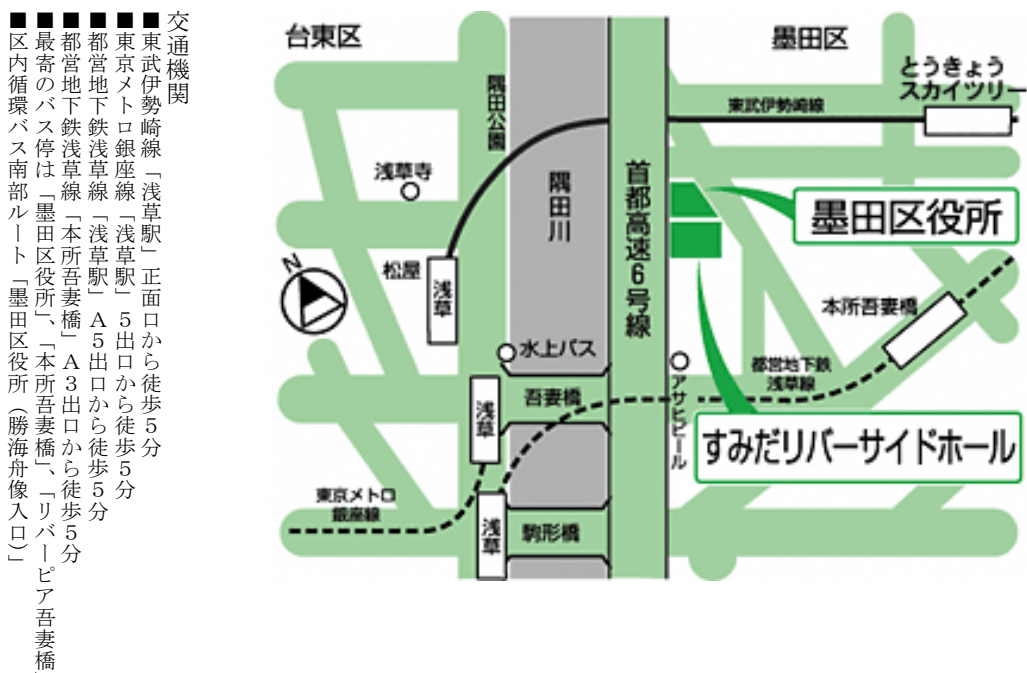 交通機関
■東武伊勢崎線「浅草駅」正面口から徒歩５分
■東京メトロ銀座線「浅草駅」５出口から徒歩５分
■都営地下鉄浅草線「浅草駅」Ａ５出口から徒歩５分
■都営地下鉄浅草線「本所吾妻橋」Ａ３出口から徒歩５分
■最寄のバス停は「墨田区役所」、「本所吾妻橋」、「リバーピア吾妻橋
■区内循環バス南部ルート「墨田区役所（勝海舟像入口）」
台東区
墨田区
とうきょう
スカイツリー
東武伊勢崎線
隅田公園
浅草寺
隅田川
首都高速6号線
墨田区役所
松屋
浅草
N
本所吾妻橋
水上バス
都営地下鉄
浅草線
吾妻橋
浅草
アサヒビール
すみだリバーサイドホール
東京メトロ
銀座線
浅草
駒形橋